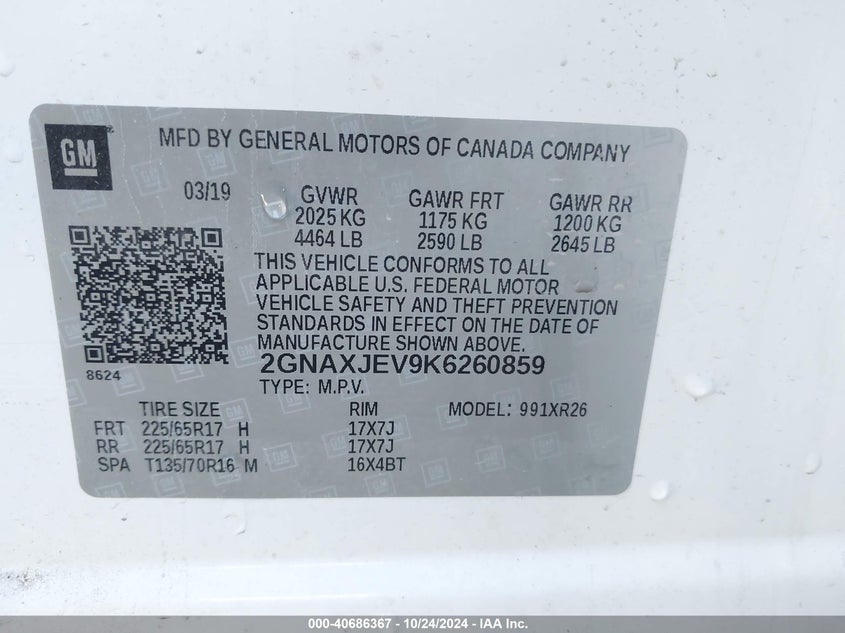 GM
MFD BY GENERAL MOTORS OF CANADA COMPANY
03/19 GVWR GAWR FRT GAWR RR
2025 KG 1175 KG 1200 KG
4464 LB 2590 LB 2645 LB
THIS VEHICLE CONFORMS TO ALL
APPLICABLE U.S. FEDERAL MOTOR
VEHICLE SAFETY AND THEFT PREVENTION
STANDARDS IN EFFECT ON THE DATE OF
MANUFACTURE SHOWN ABOVE.
8624 2GNAXJEV9K6260859
TYPE: M.P.V.
TIRE SIZE RIM MODEL: 991XR26
FRT 225/65R17 H 17X7J
RR 225/65R17 H 17X7J
SPA T135/70R16 M 16X4BT
000-40686367 - 10/24/2024 - IAA Inc.